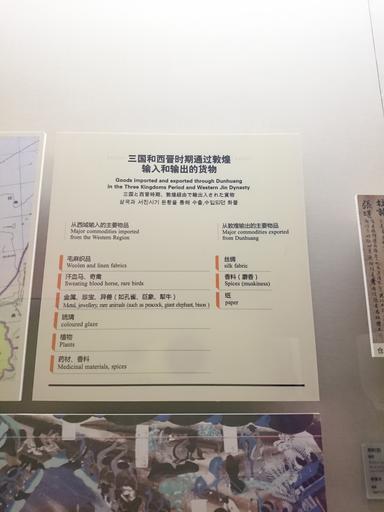 三国和西晋时期通过敦煌
输入和输出的货物
Goods imported and exported through Dunhuang
in the Three Kingdoms Period and Western Jin Dynasty
三国と西晋時期、敦煌経由で輸出入された貨物
삼국과 서진시기 돈황을 통해 수출,수입되던 화물
从西域输入的主要物品
Major commodities imported
from the Western Region
毛麻织品
Woolen and linen fabrics
汗血马、奇禽
Sweating blood horse, rare birds
金属、珍宝、异兽（如孔雀、巨象、犎牛）
Metal, jewellery, rare animals (such as peacock, giant elephant, bison )
琉璃
coloured glaze
植物
Plants
药材、香料
Medicinal materials, spices
从敦煌输出的主要物品
Major commodities exported
from Dunhuang
丝绸
silk fabric
香料（麝香）
Spices (muskiness)
纸
paper